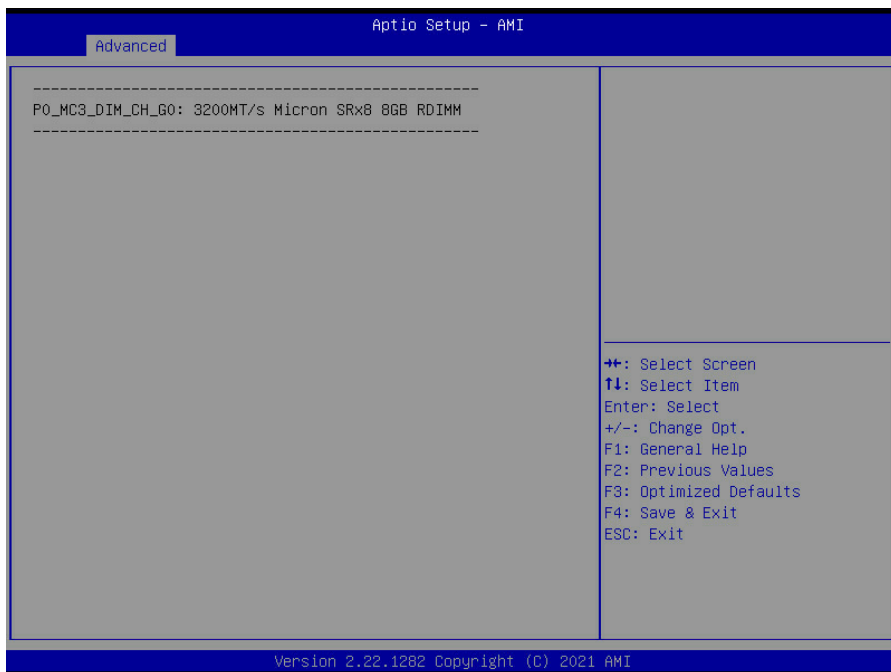 Aptio Setup – AMI
Advanced
--------------------------------------------------
P0_MC3_DIM_CH_G0: 3200MT/s Micron SRx8 8GB RDIMM
--------------------------------------------------
→←: Select Screen
↑↓: Select Item
Enter: Select
+/-: Change Opt.
F1: General Help
F2: Previous Values
F3: Optimized Defaults
F4: Save & Exit
ESC: Exit
Version 2.22.1282 Copyright (C) 2021 AMI